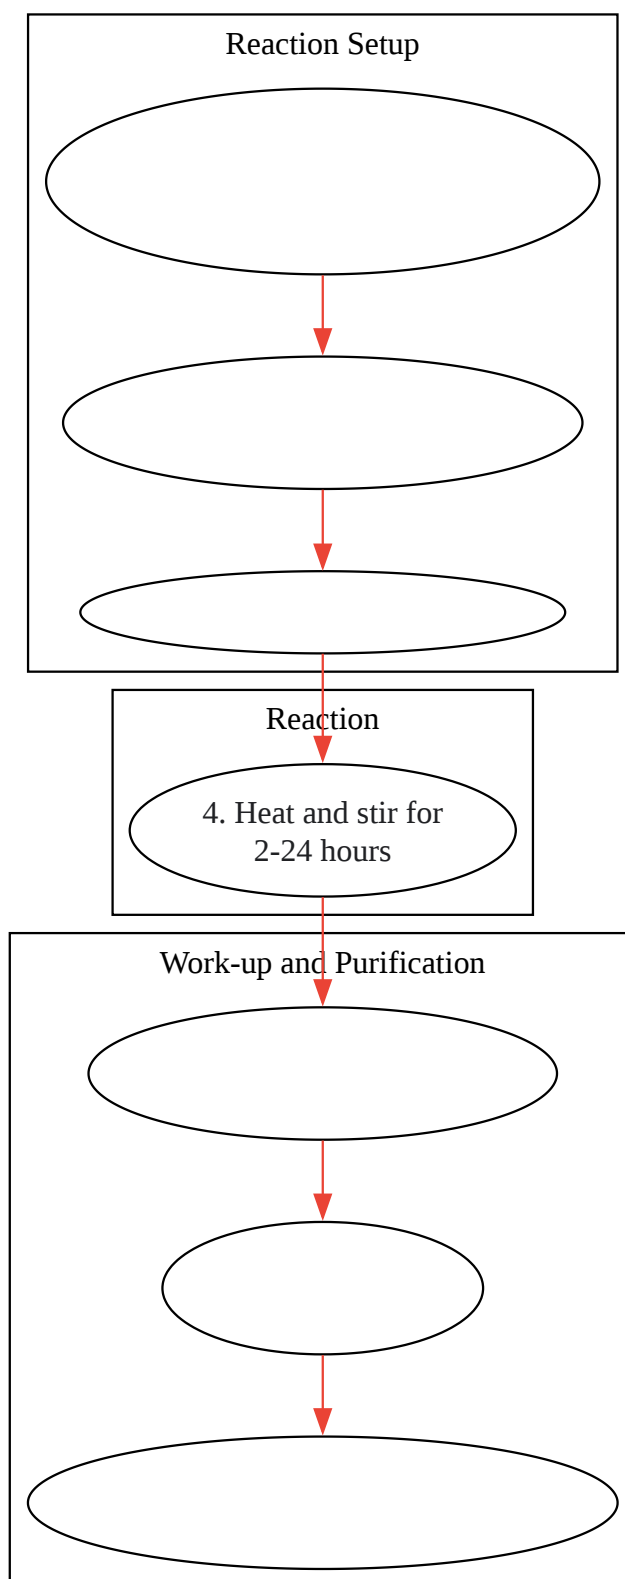 Reaction Setup
Reaction
4. Heat and stir for
2-24 hours
Work-up and Purification